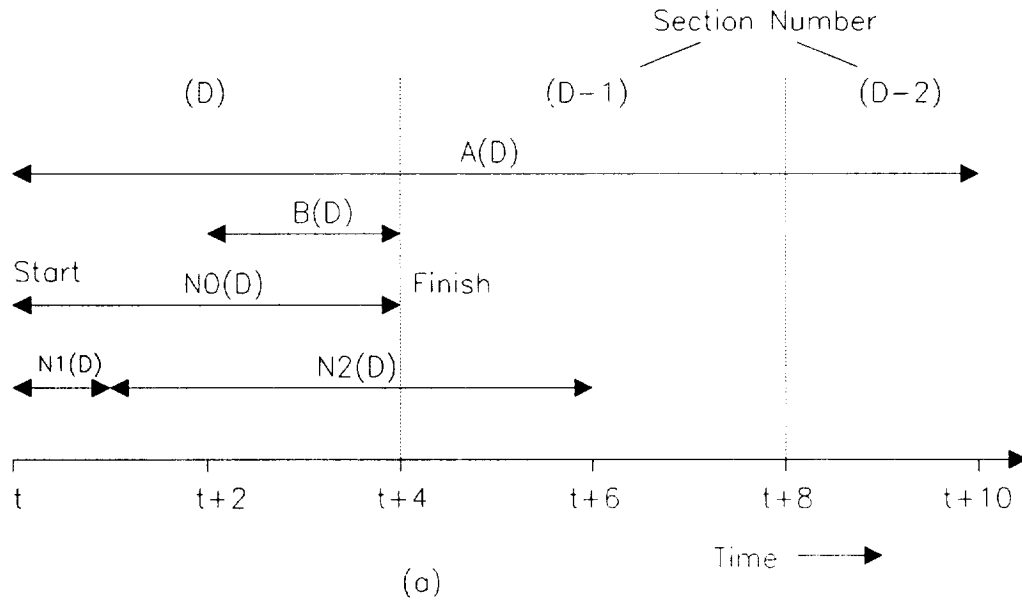 Section Number
(D) (D-1) (D-2)
A(D)
B(D)
Start
N0(D) Finish
N1(D) N2(D)
t t+2 t+4 t+6 t+8 t+10
Time
(a)